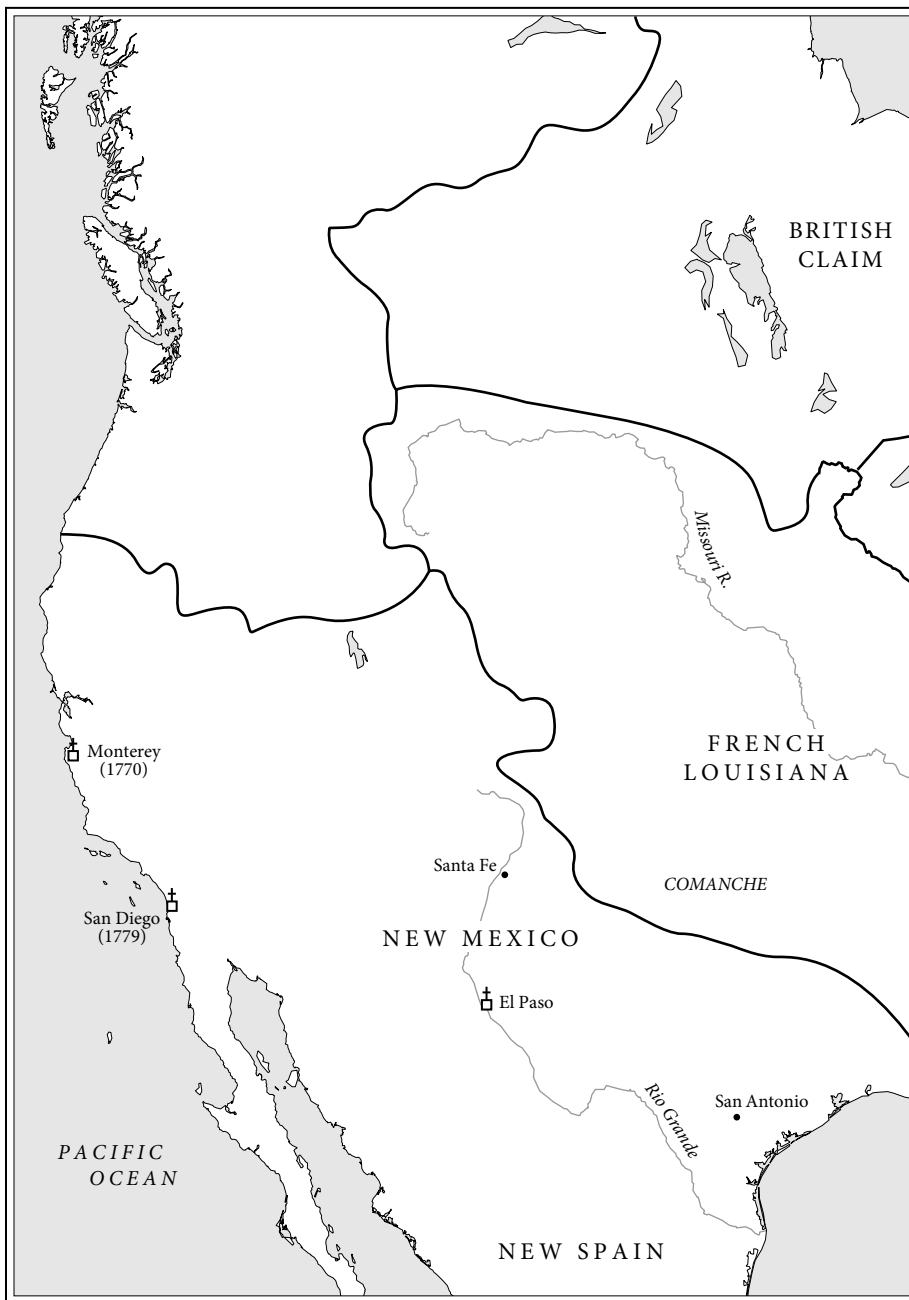 BRITISH
CLAIM
Missouri R.
Monterey
(1770)
FRENCH
LOUISIANA
Santa Fe
COMANCHE
San Diego
(1779)
NEW MEXICO
El Paso
Rio Grande
San Antonio
PACIFIC
OCEAN
NEW SPAIN